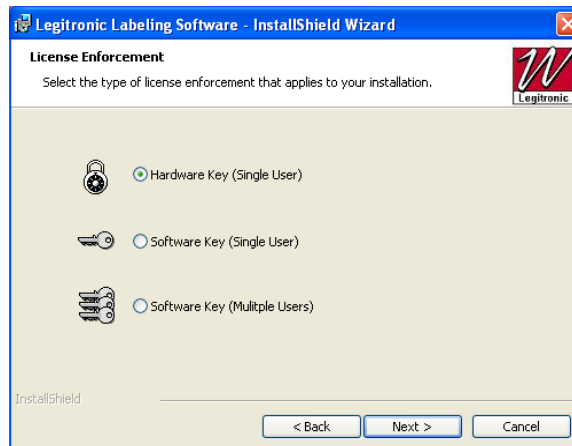 Legitronic Labeling Software - InstallShield Wizard
License Enforcement
Select the type of license enforcement that applies to your installation.
Legitronic
Hardware Key (Single User)
Software Key (Single User)
Software Key (Mulitple Users)
InstallShield
< Back
Next >
Cancel